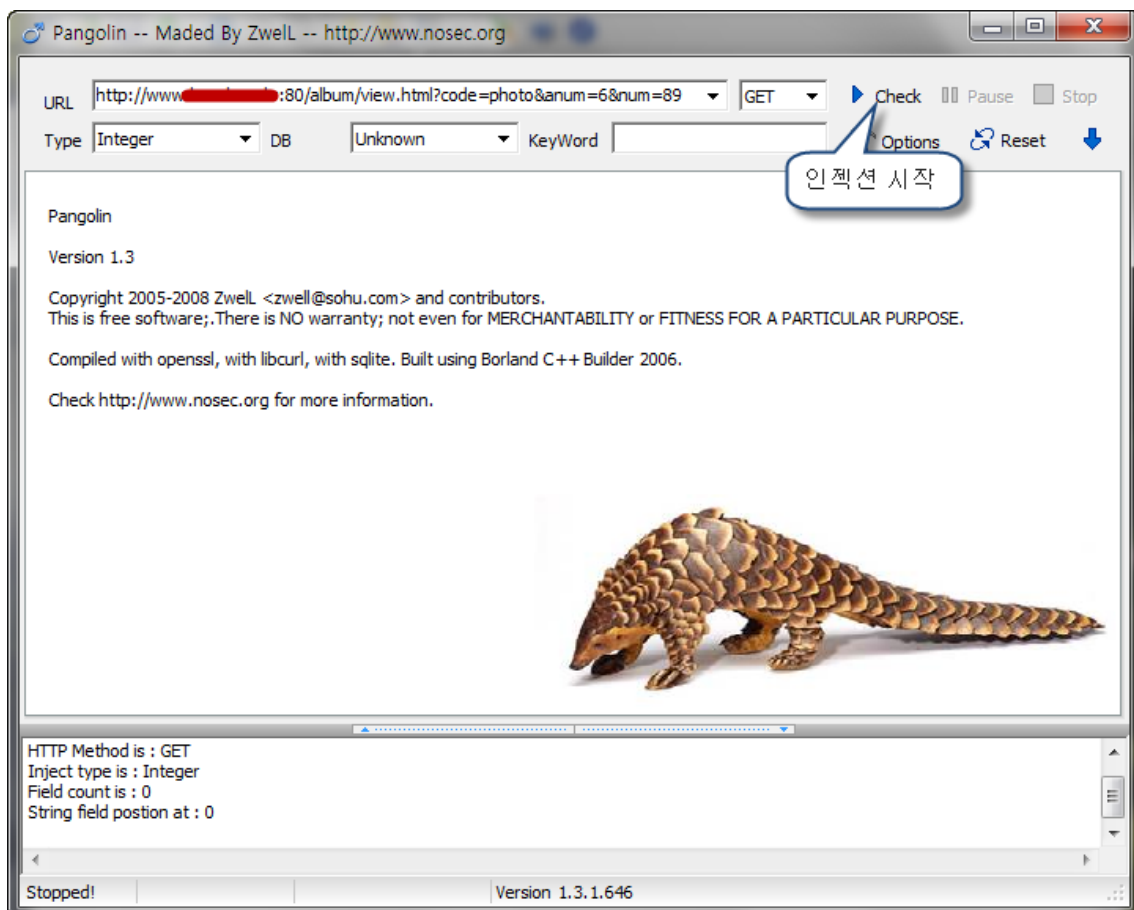 Pangolin -- Maded By ZwelL -- http://www.nosec.org
URL http://www :80/album/view.html?code=photo&anum=6&num=89 GET Check Pause Stop
Type Integer DB Unknown KeyWord Options Reset
인젝션 시작
Pangolin
Version 1.3
Copyright 2005-2008 ZwelL <zwell@sohu.com> and contributors.
This is free software;.There is NO warranty; not even for MERCHANTABILITY or FITNESS FOR A PARTICULAR PURPOSE.
Compiled with openssl, with libcurl, with sqlite. Built using Borland C++ Builder 2006.
Check http://www.nosec.org for more information.
HTTP Method is : GET
Inject type is : Integer
Field count is : 0
String field postion at : 0
Stopped! Version 1.3.1.646